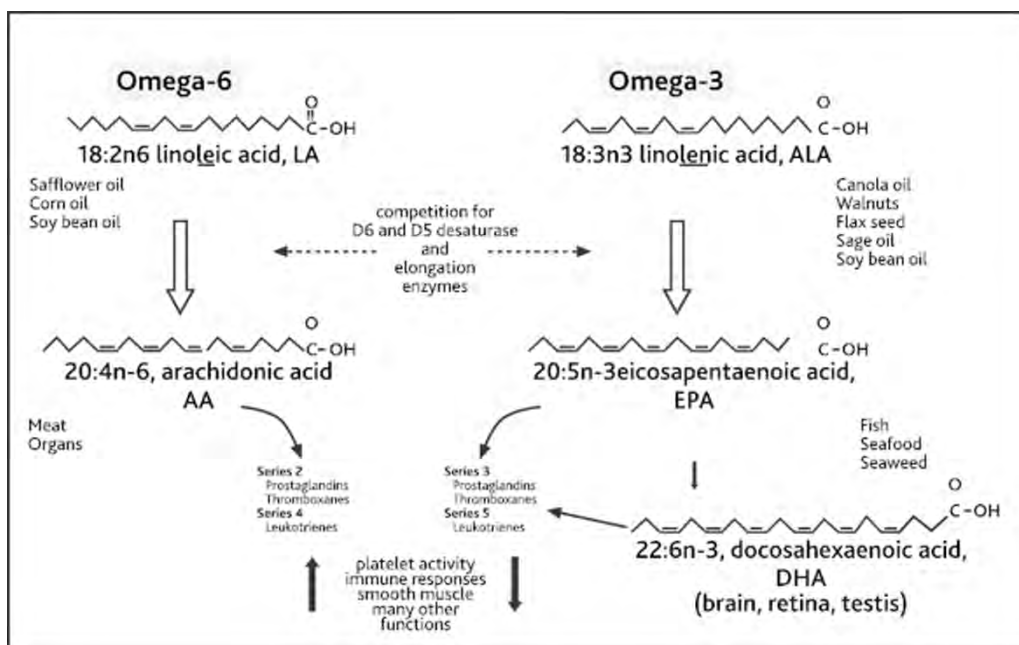 Omega-6
O
C-OH
18:2n6 linoleic acid, LA
Safflower oil
Corn oil
Soy bean oil
Omega-3
O
C-OH
18:3n3 linolenic acid, ALA
Canola oil
Walnuts
Flax seed
Sage oil
Soy bean oil
competition for
D6 and D5 desaturase
and
elongation
enzymes
O
C-OH
20:4n-6, arachidonic acid
AA
Meat
Organs
O
C-OH
20:5n-3eicosapentaenoic acid,
EPA
Fish
Seafood
Seaweed
Series 2
Prostaglandins
Thromboxanes
Series 4
Leukotrienes
Series 3
Prostaglandins
Thromboxanes
Series 5
Leukotrienes
O
C-OH
22:6n-3, docosahexaenoic acid,
DHA
(brain, retina, testis)
platelet activity
immune responses
smooth muscle
many other
functions